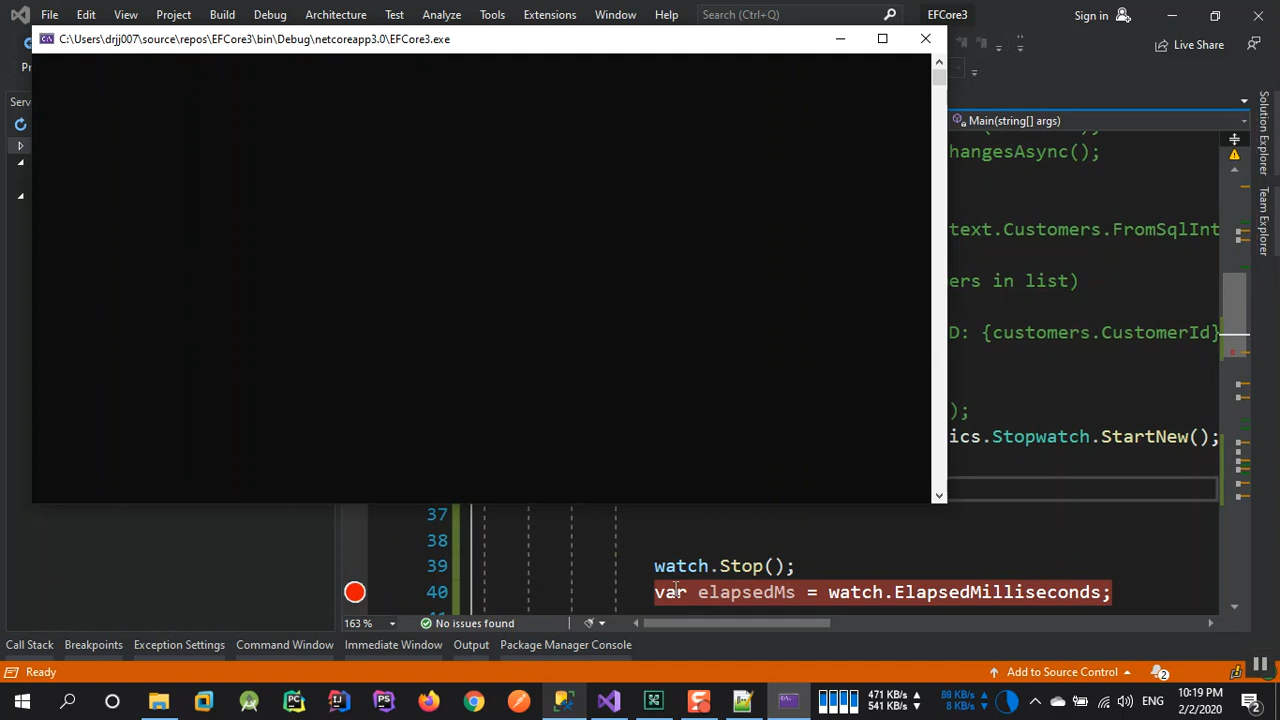 File Edit View Project Build Debug Architecture Test Analyze Tools Extensions Window Help Search (Ctrl+Q) EFCore3 Sign in
C:\Users\drjj007\source\repos\EFCore3\bin\Debug\netcoreapp3.0\EFCore3.exe
Live Share
Pr
Serv
Main(string[] args)
hangesAsync();
text.Customers.FromSqlInt
ers in list)
D: {customers.CustomerId}
);
ics.Stopwatch.StartNew();
37
38
39 watch.Stop();
40 var elapsedMs = watch.ElapsedMilliseconds;
163 % No issues found
Solution Explorer
Team Explorer
Call Stack Breakpoints Exception Settings Command Window Immediate Window Output Package Manager Console
Ready Add to Source Control 2
471 KB/s 89 KB/s 10:19 PM
541 KB/s 8 KB/s 2/2/2020 2